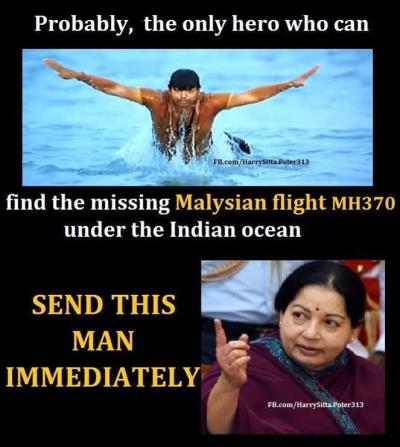 Probably,  the only hero who can
FB.com/HarrySitta.Poter313
find the missing Malysian flight MH370
under the Indian ocean
SEND THIS
MAN
IMMEDIATELY
FB.com/HarrySitta.Poter313